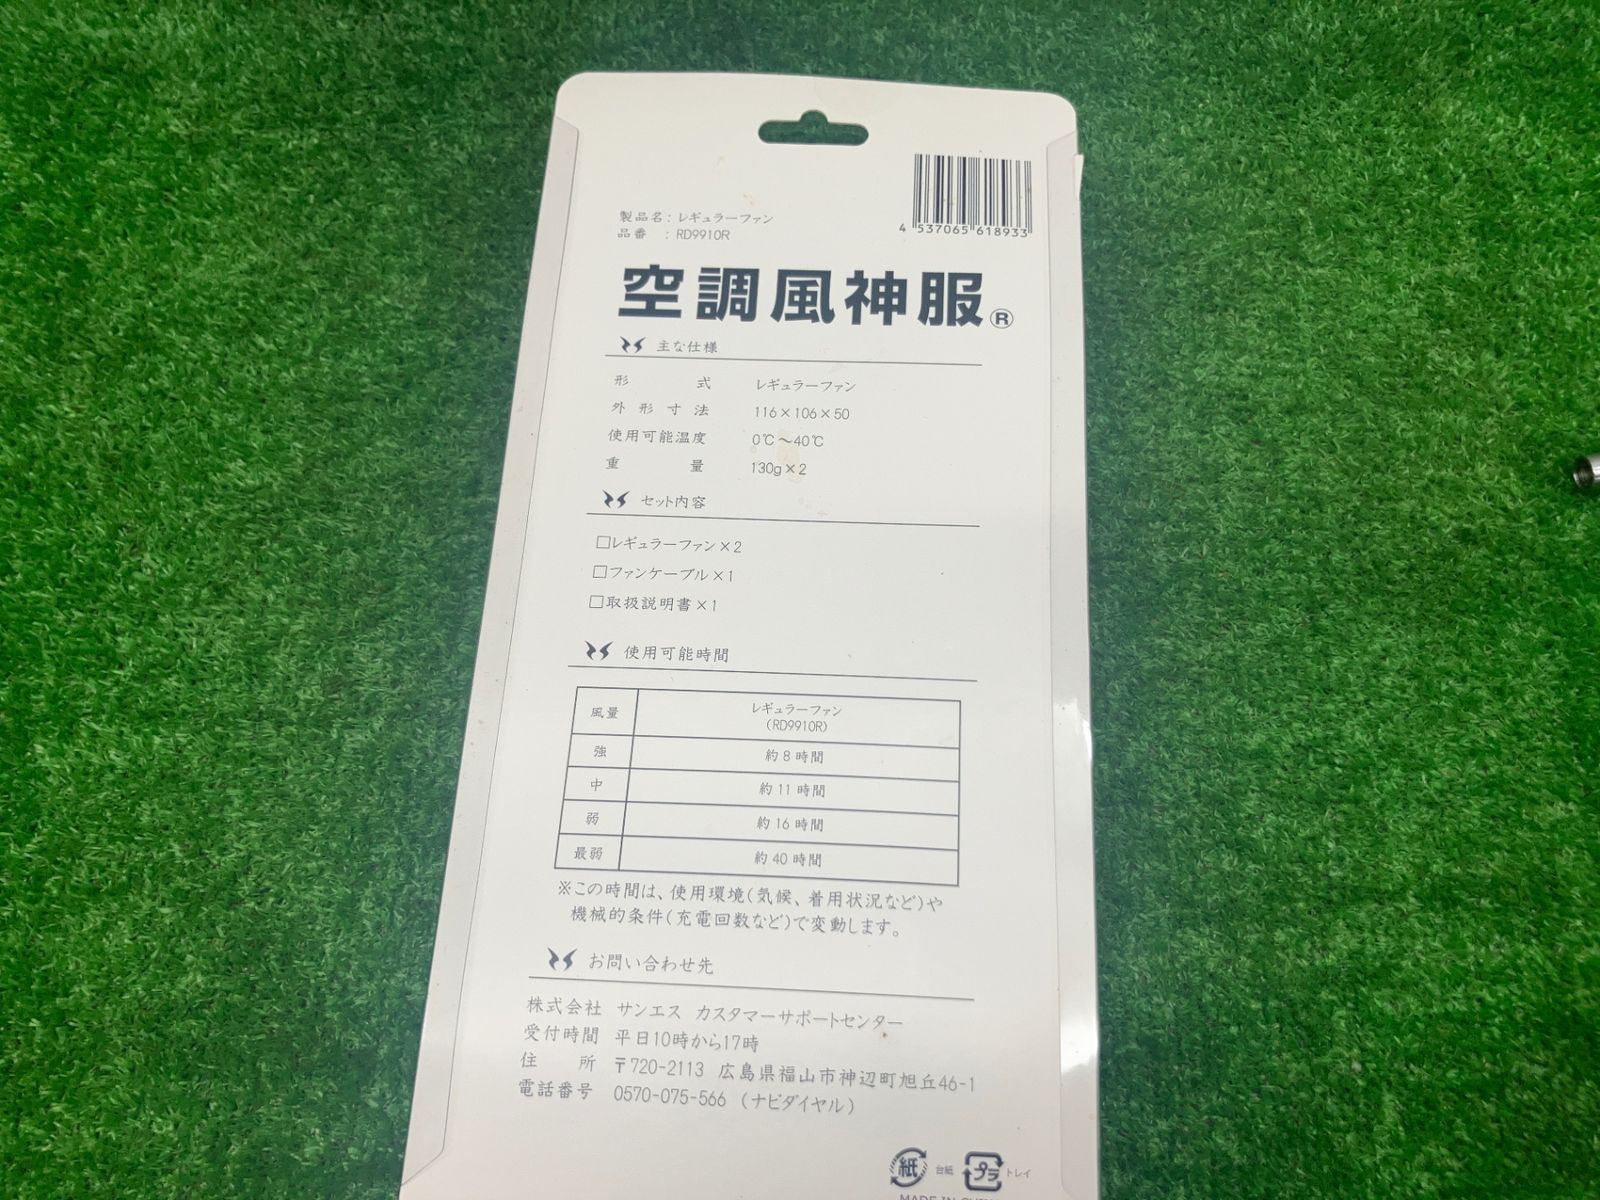 4 537065 618933
製品名：レギュラーファン
品番　：RD9910R
空調風神服®
主な仕様
形式　レギュラーファン
外形寸法　116×106×50
使用可能温度　0℃～40℃
重量　130g×2
セット内容
□レギュラーファン×2
□ファンケーブル×1
□取扱説明書×1
使用可能時間
風量　レギュラーファン
（RD9910R）
強　約8時間
中　約11時間
弱　約16時間
最弱　約40時間
※この時間は、使用環境（気候、着用状況など）や
機械的条件（充電回数など）で変動します。
お問い合わせ先
株式会社　サンエス　カスタマーサポートセンター
受付時間　平日10時から17時
住所　〒720-2113　広島県福山市神辺町旭丘46-1
電話番号　0570-075-566（ナビダイヤル）
紙　台紙　プラ　トレイ
MADE IN